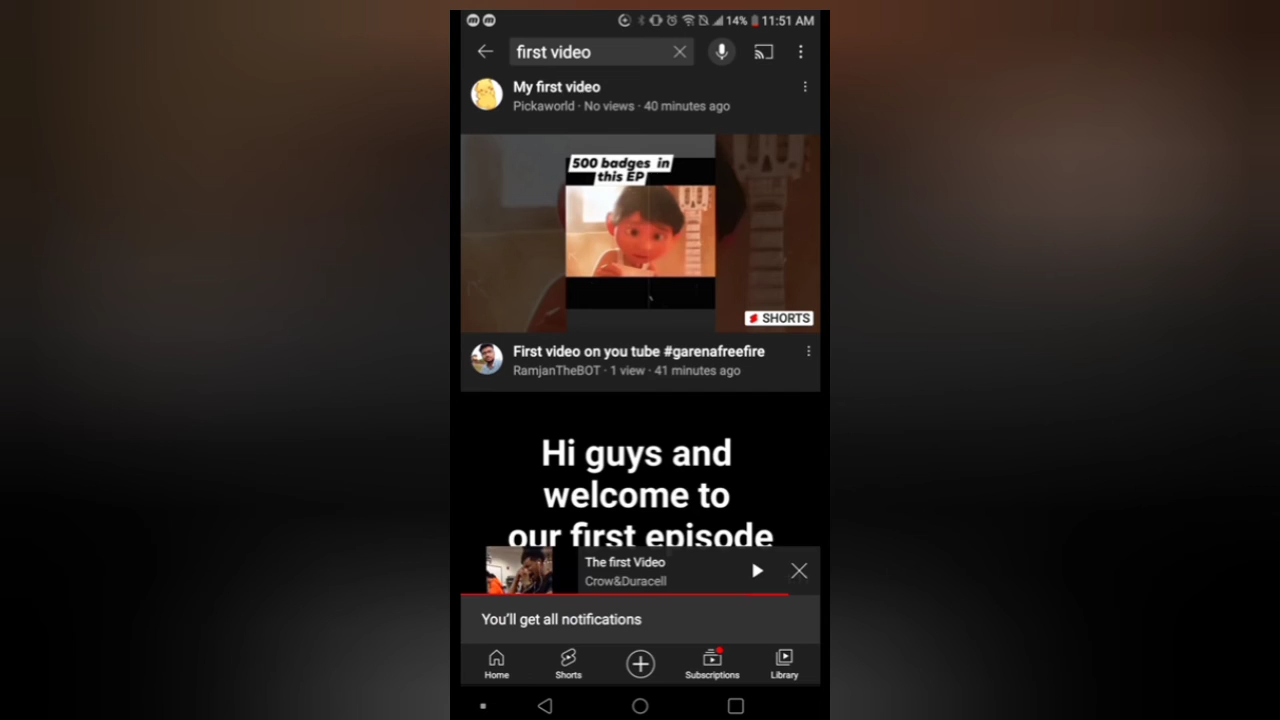 14% 11:51 AM
first video
My first video
Pickaworld · No views · 40 minutes ago
500 badges in
this EP
SHORTS
First video on you tube #garenafreefire
RamjanTheBOT · 1 view · 41 minutes ago
Hi guys and
welcome to
our first episode
The first Video
Crow&Duracell
You'll get all notifications
Home Shorts Subscriptions Library